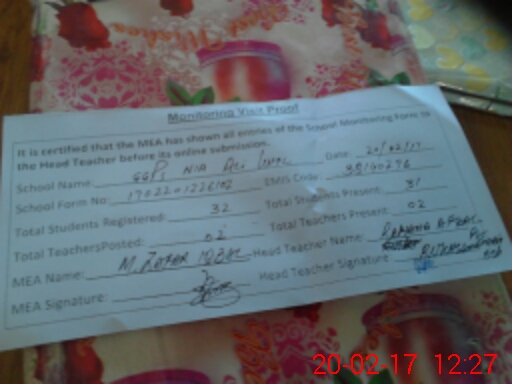 Monitoring Visit Proof
It is certified that the MEA has shown all entries of the School Monitoring Form to
the Head Teacher before its online submission.
School Name: GGPS Date: 20/02/17
School Form No: EMIS Code:
Total Students Registered: 32 Total Students Present: 31
Total TeachersPosted: 02 Total Teachers Present: 02
MEA Name: M. ZAFAR IQBAL Head Teacher Name:
MEA Signature: Head Teacher Signature
20-02-17 12:27